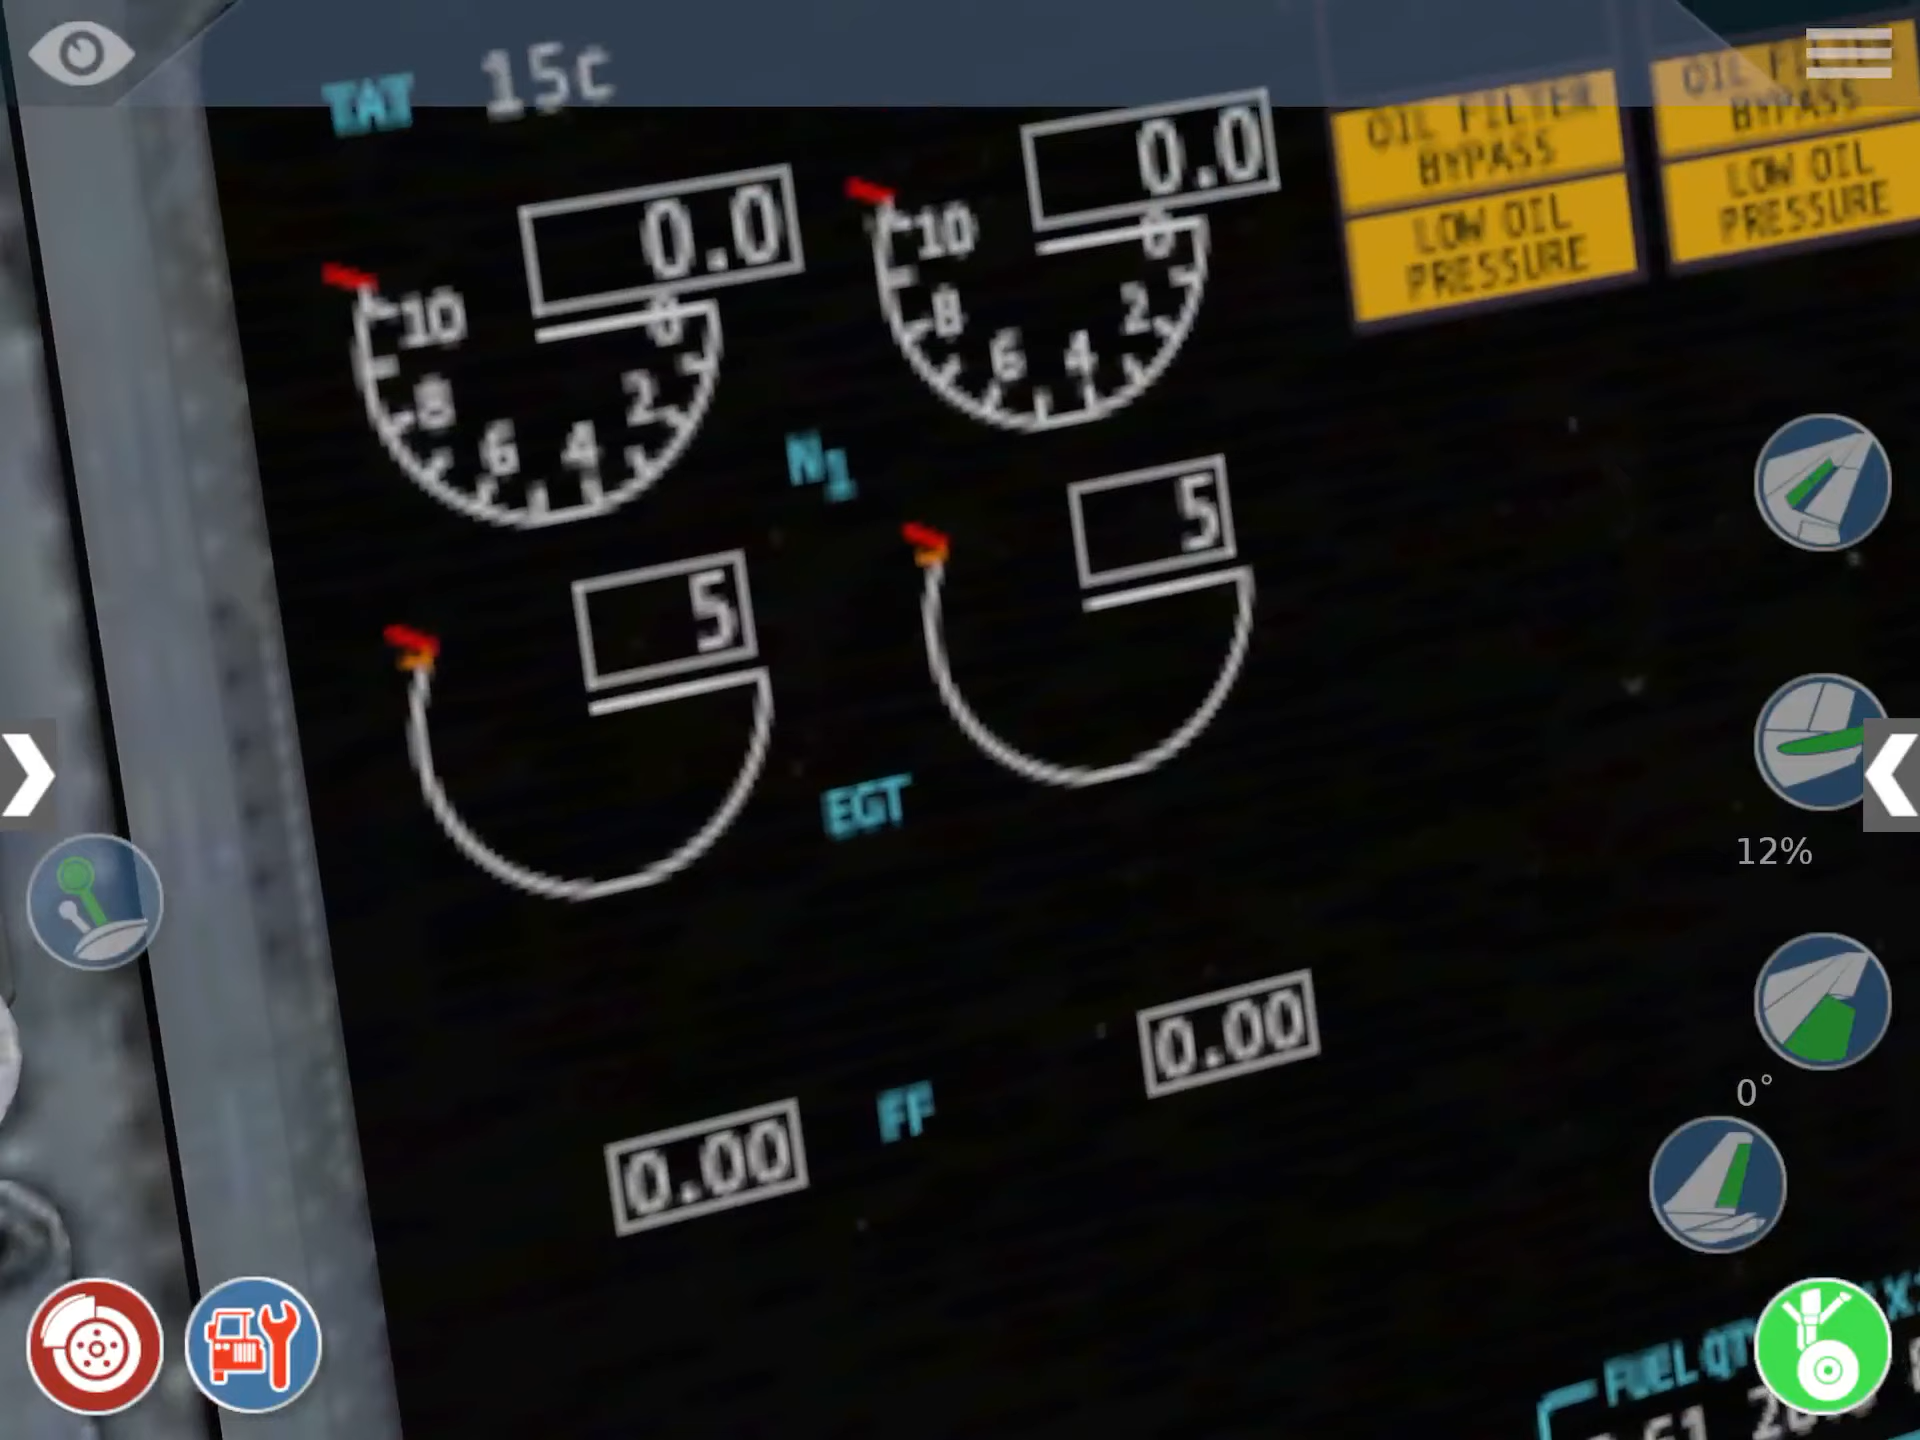 TAT 15c
0.0
0.0
OIL FILTER
BYPASS
LOW OIL
PRESSURE
OIL
BYPASS
LOW OIL
PRESSURE
10 8 6 4 2 0
10 8 6 4 2 0
N1
5
5
EGT
12%
0.00
FF
0.00
0°
FUEL QTY